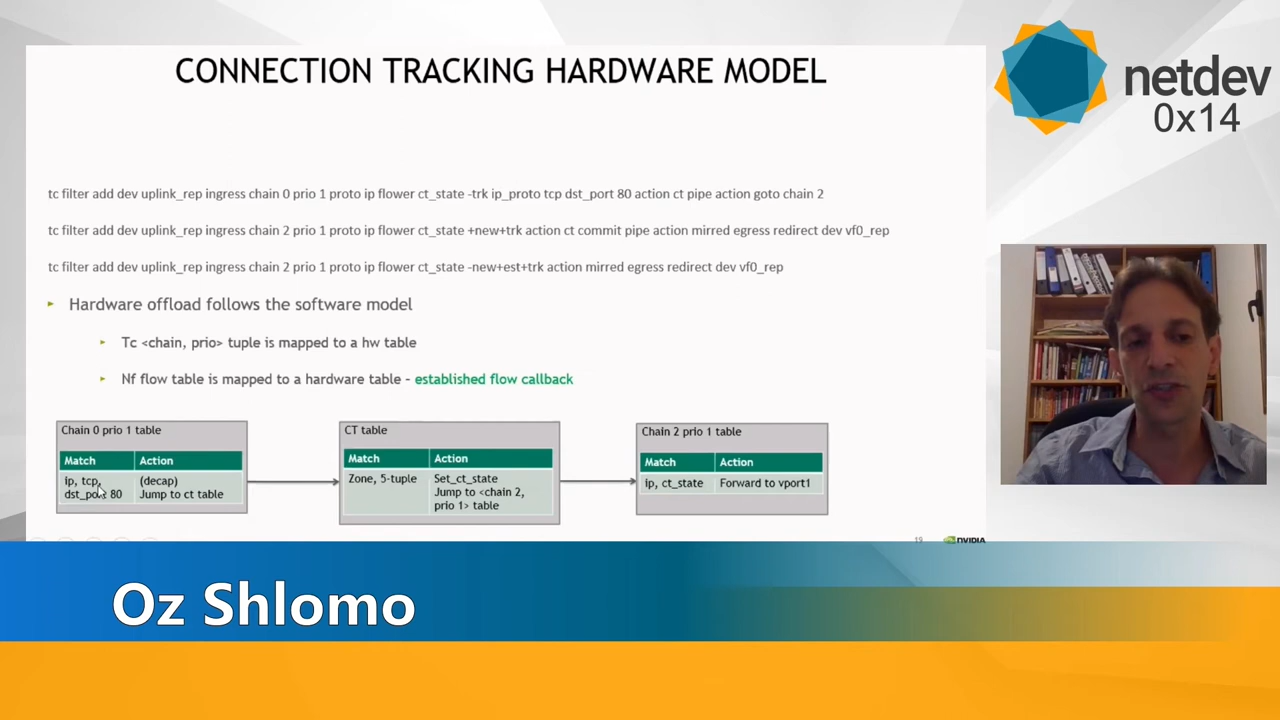 CONNECTION TRACKING HARDWARE MODEL
netdev
0x14
tc filter add dev uplink_rep ingress chain 0 prio 1 proto ip flower ct_state -trk ip_proto tcp dst_port 80 action ct pipe action goto chain 2
tc filter add dev uplink_rep ingress chain 2 prio 1 proto ip flower ct_state +new+trk action ct commit pipe action mirred egress redirect dev vf0_rep
tc filter add dev uplink_rep ingress chain 2 prio 1 proto ip flower ct_state -new+est+trk action mirred egress redirect dev vf0_rep
Hardware offload follows the software model
Tc <chain, prio> tuple is mapped to a hw table
Nf flow table is mapped to a hardware table – established flow callback
Chain 0 prio 1 table
Match Action
ip, tcp, (decap)
dst_port 80 Jump to ct table
CT table
Match Action
Zone, 5-tuple Set_ct_state
Jump to <chain 2,
prio 1> table
Chain 2 prio 1 table
Match Action
ip, ct_state Forward to vport1
19
NVIDIA
Oz Shlomo